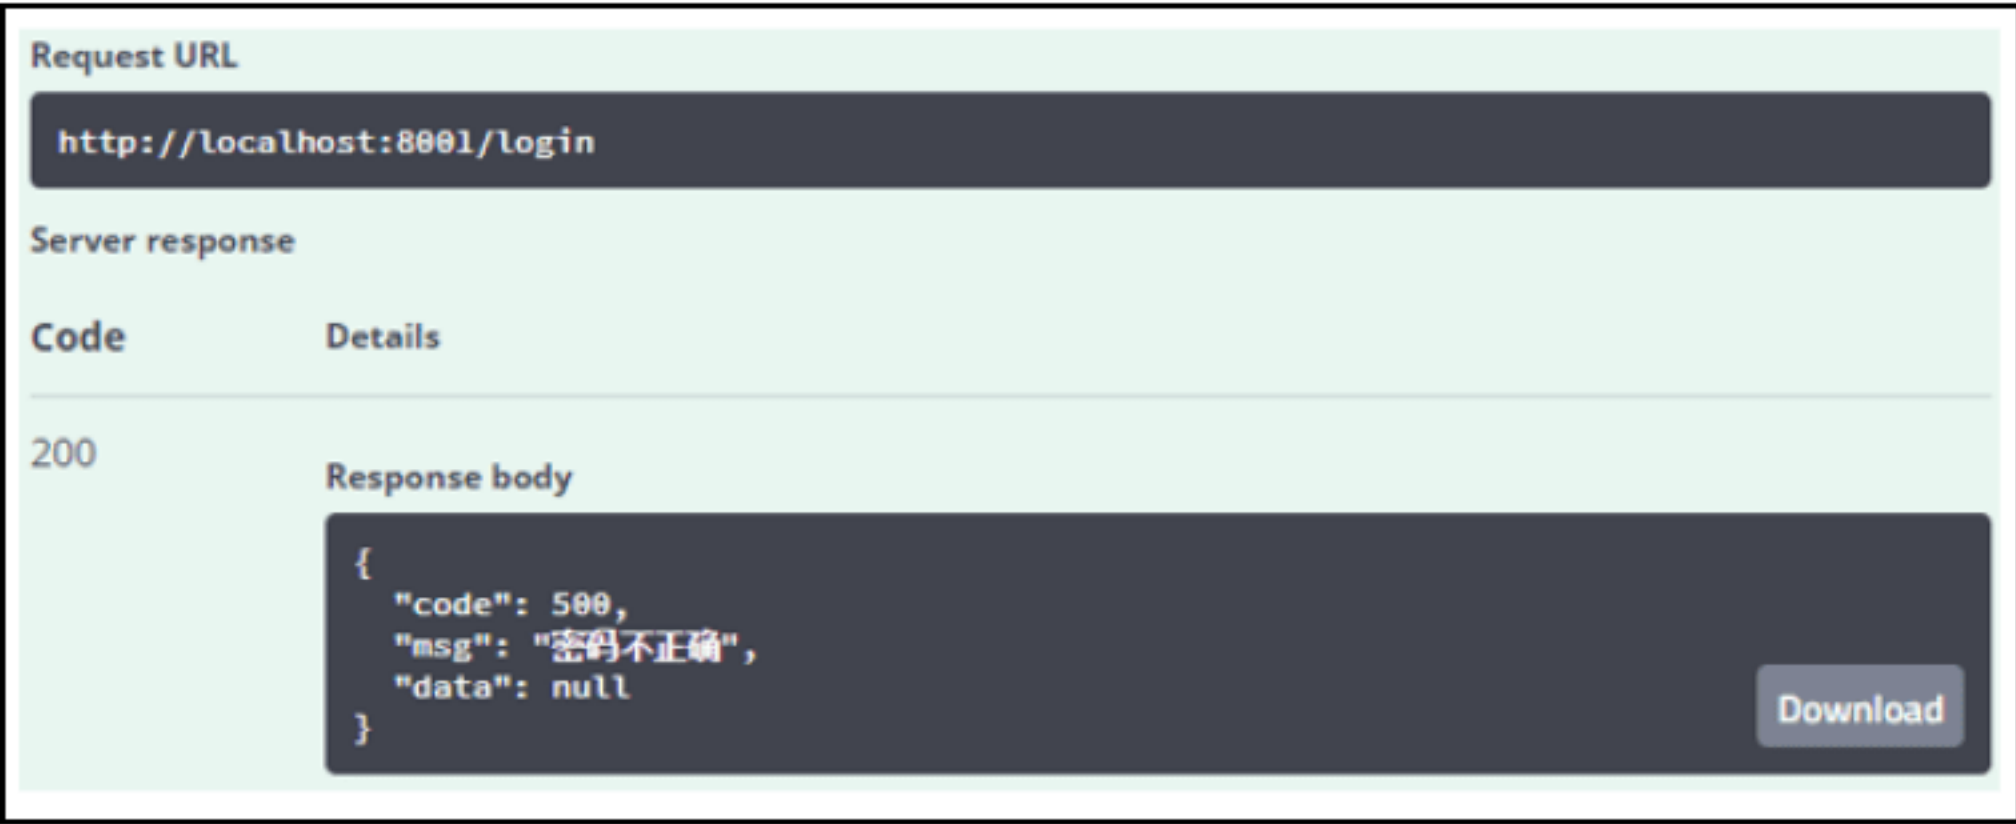 Request URL
http://localhost:8001/login
Server response
Code Details
200
Response body
{
"code": 500,
"msg": "密码不正确",
"data": null
}
Download